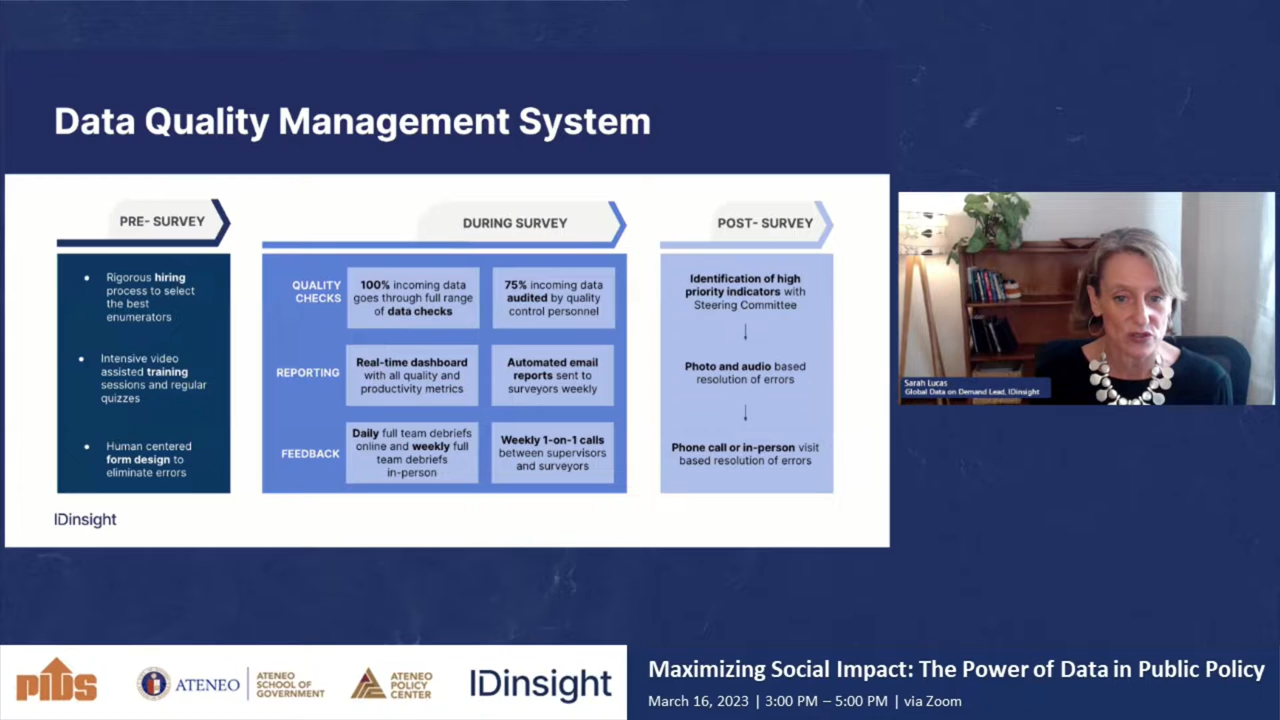 Data Quality Management System
PRE- SURVEY
Rigorous hiring
process to select
the best
enumerators
Intensive video
assisted training
sessions and regular
quizzes
Human centered
form design to
eliminate errors
DURING SURVEY
QUALITY
CHECKS
100% incoming data
goes through full range
of data checks
75% incoming data
audited by quality
control personnel
REPORTING
Real-time dashboard
with all quality and
productivity metrics
Automated email
reports sent to
surveyors weekly
FEEDBACK
Daily full team debriefs
online and weekly full
team debriefs
in-person
Weekly 1-on-1 calls
between supervisors
and surveyors
POST- SURVEY
Identification of high
priority indicators with
Steering Committee
Photo and audio based
resolution of errors
Phone call or in-person visit
based resolution of errors
IDinsight
Sarah Lucas
Global Data on Demand Lead, IDinsight
PIDS
ATENEO
ATENEO
SCHOOL OF
GOVERNMENT
ATENEO
POLICY
CENTER
IDinsight
Maximizing Social Impact: The Power of Data in Public Policy
March 16, 2023 | 3:00 PM – 5:00 PM | via Zoom